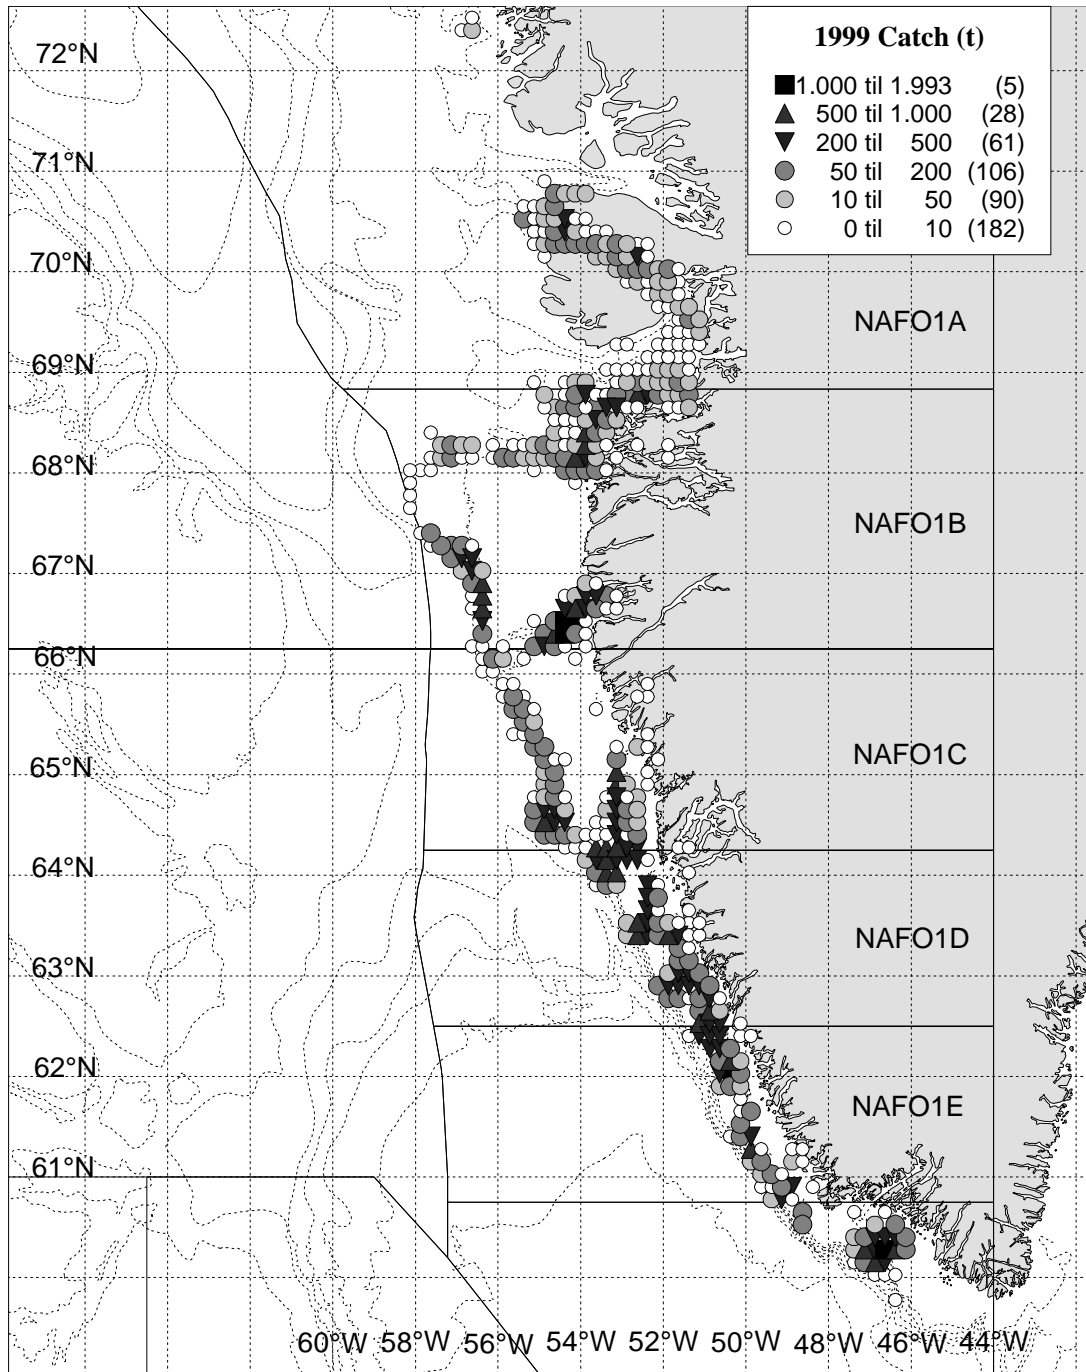 1999 Catch (t)
1.000 til 1.993 (5)
500 til 1.000 (28)
200 til 500 (61)
50 til 200 (106)
10 til 50 (90)
0 til 10 (182)
72°N
71°N
70°N
NAFO1A
69°N
68°N
NAFO1B
67°N
66°N
NAFO1C
65°N
64°N
NAFO1D
63°N
62°N
NAFO1E
61°N
60°W 58°W 56°W 54°W 52°W 50°W 48°W 46°W 44°W